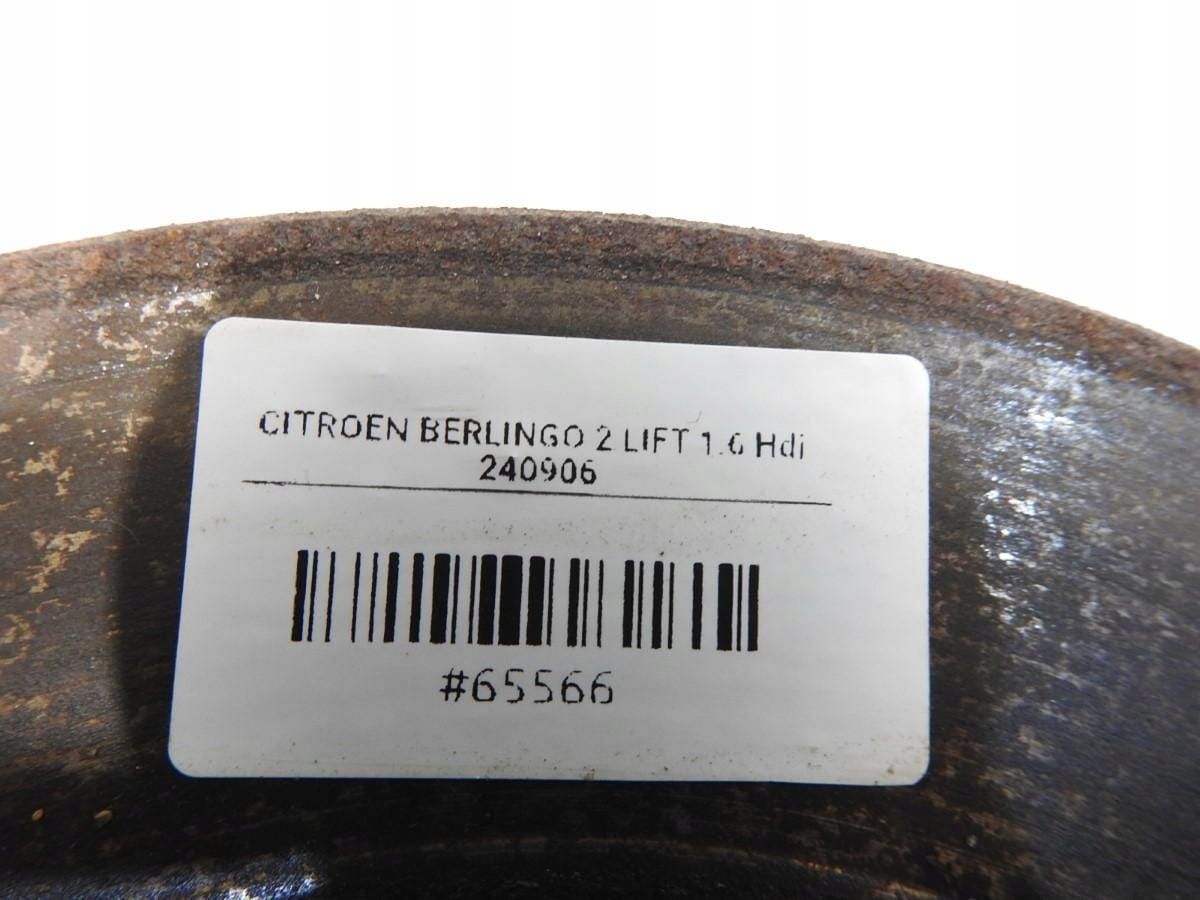 CITROEN BERLINGO 2 LIFT 1.6 Hdi
240906
#65566